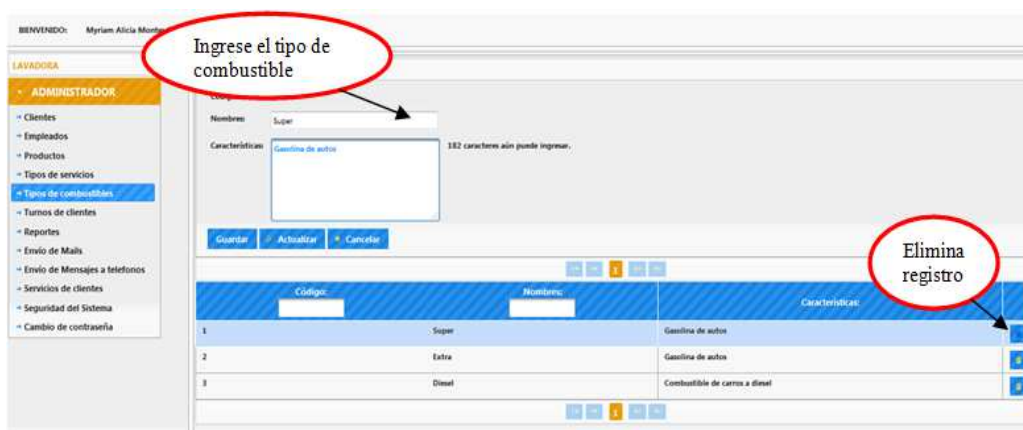 BIENVENIDO: Myriam Alicia
Ingrese el tipo de
combustible
LAVADORA
ADMINISTRADOR
Clientes
Empleados
Productos
Tipos de servicios
Tipos de combustibles
Turnos de clientes
Reportes
Envío de Mails
Envío de Mensajes a telefonos
Servicios de clientes
Seguridad del Sistema
Cambio de contraseña
Nombres: Super
Características: Gasolina de autos 182 caracteres aún puede ingresar.
Guardar Actualizar Cancelar
Elimina
registro
1
Código: Nombres: Características:
1 Super Gasolina de autos
2 Extra Gasolina de autos
3 Diesel Combustible de carros a diesel
1